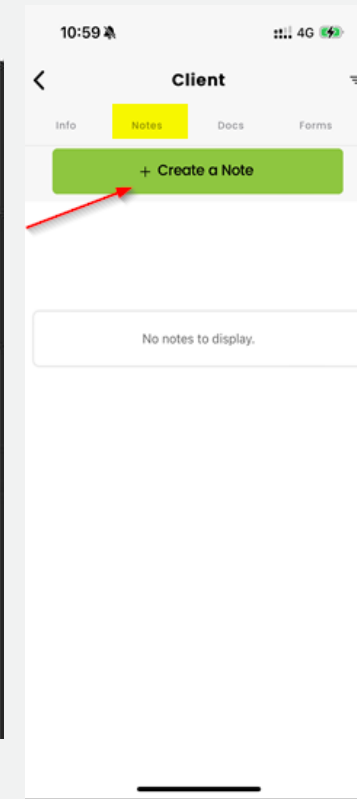 10:59 4G
Client
Info Notes Docs Forms
+ Create a Note
No notes to display.